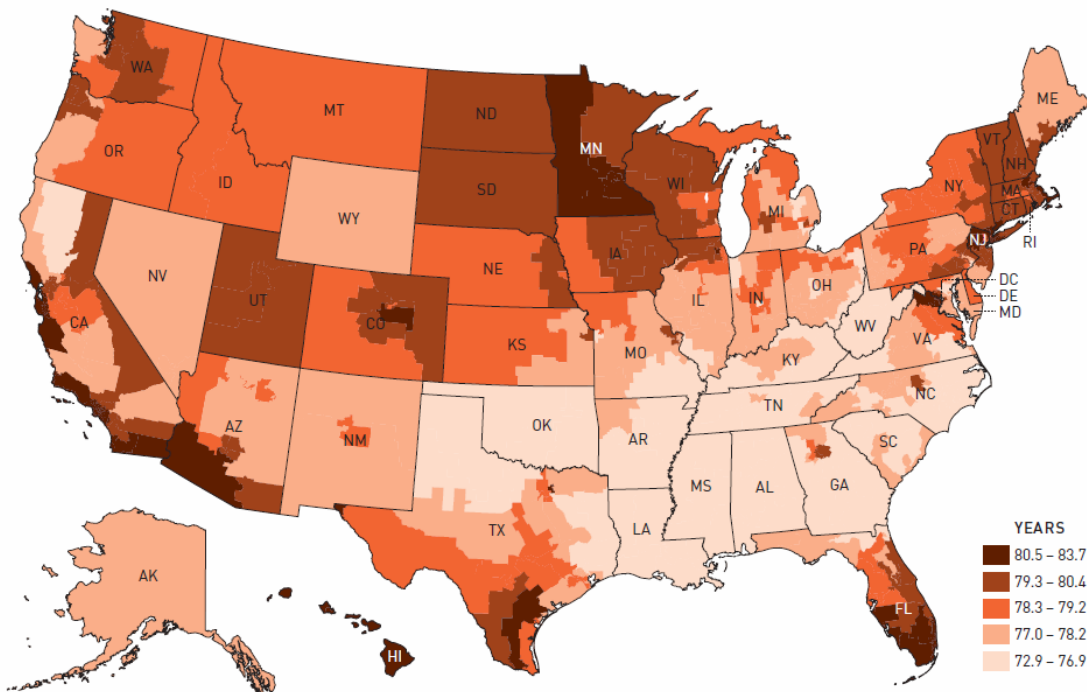 WA
MT
ND
MN
ME
VT
NH
OR
ID
SD
WI
NY
MA
CT
WY
MI
RI
NV
NE
IA
PA
NJ
UT
CO
IL
IN
OH
DC
DE
MD
CA
KS
MO
WV
VA
KY
AZ
NM
OK
AR
TN
NC
SC
TX
LA
MS
AL
GA
AK
HI
FL
YEARS
80.5 – 83.7
79.3 – 80.4
78.3 – 79.2
77.0 – 78.2
72.9 – 76.9